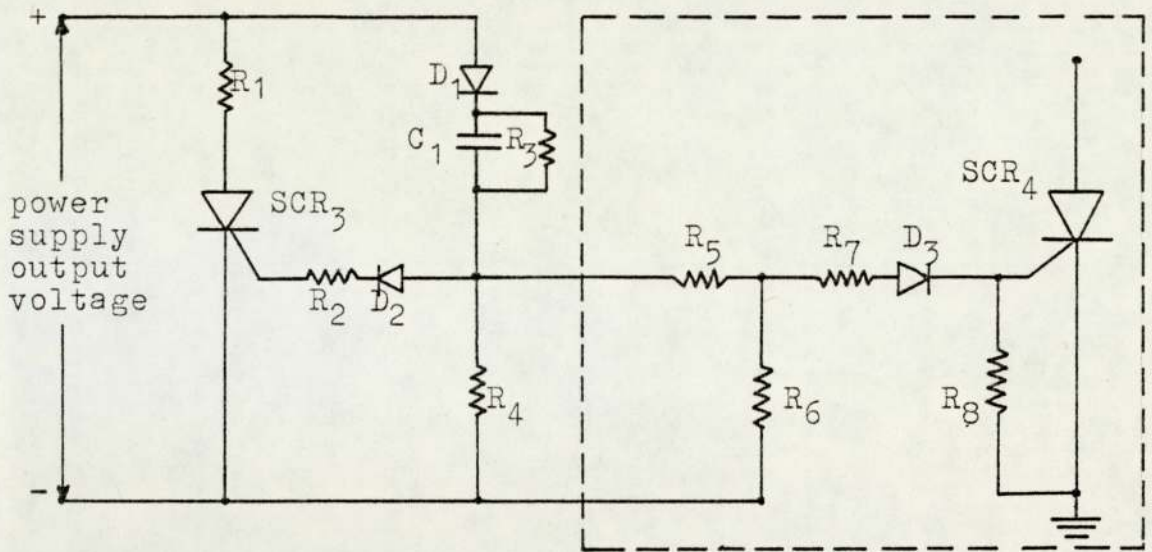 +
R1
D1
C1
R3
SCR3
SCR4
power
supply
output
voltage
R5
R7
D3
R2
D2
R4
R6
R8
-